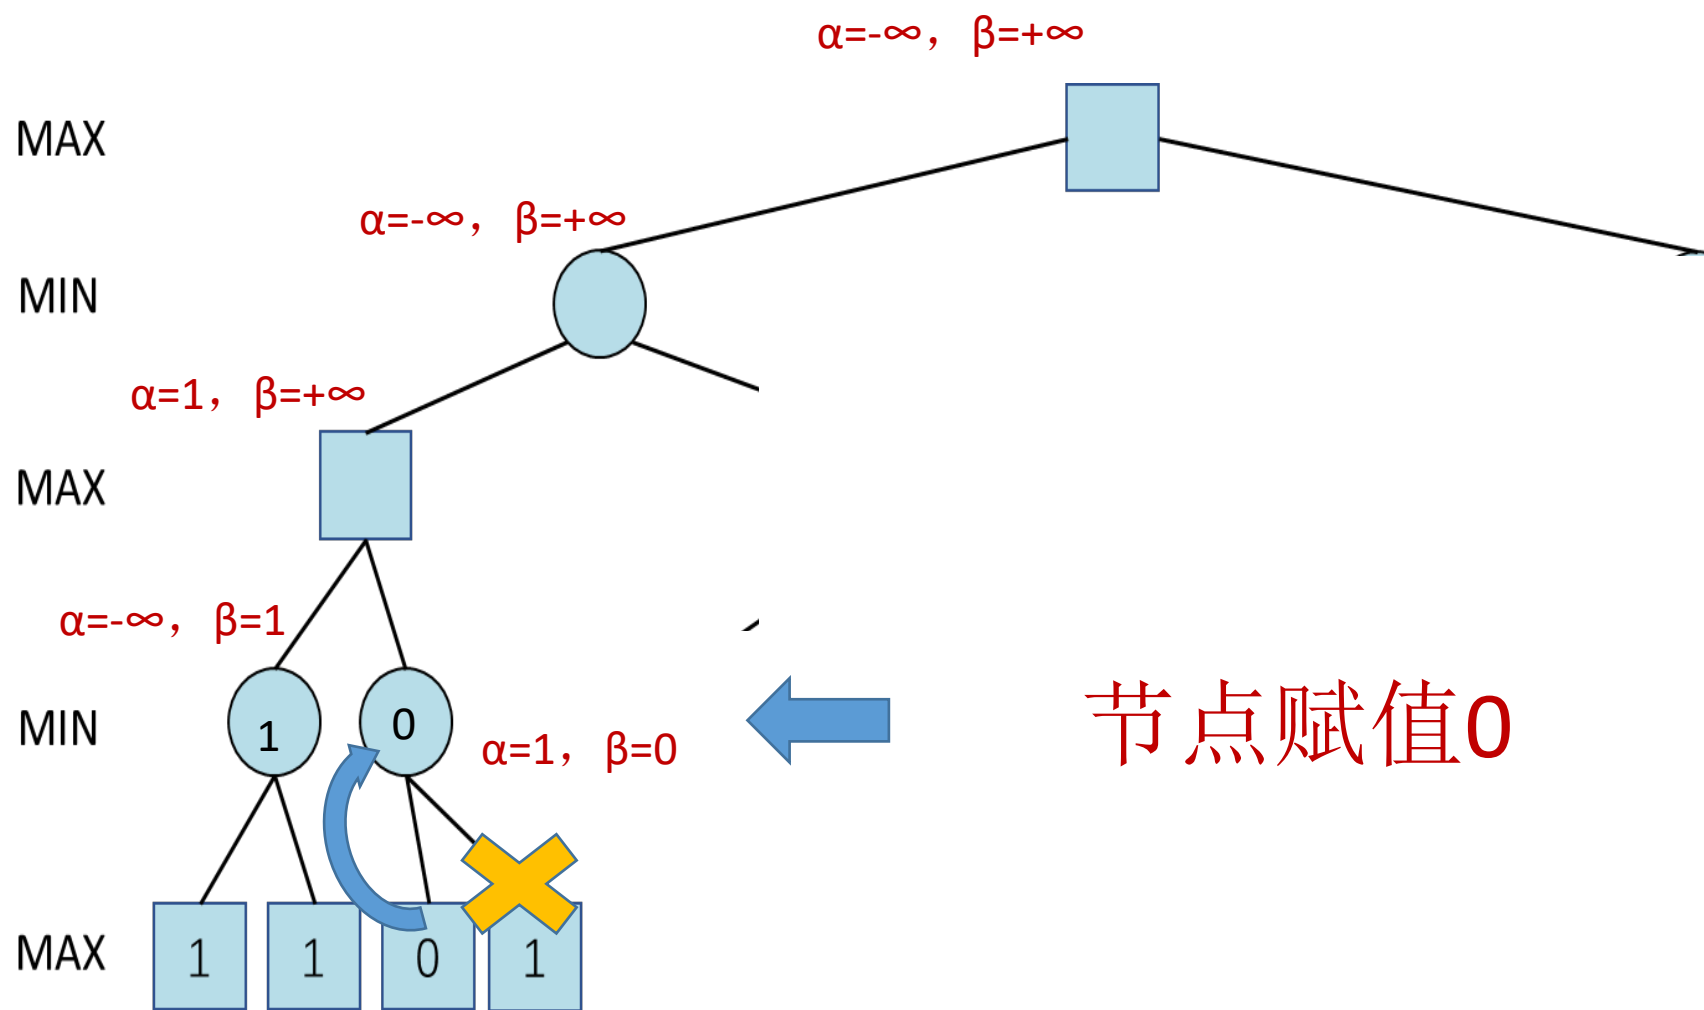 α=-∞，β=+∞
MAX
α=-∞，β=+∞
MIN
α=1，β=+∞
MAX
α=-∞，β=1
MIN
1
0
α=1，β=0
节点赋值0
MAX
1
1
0
1